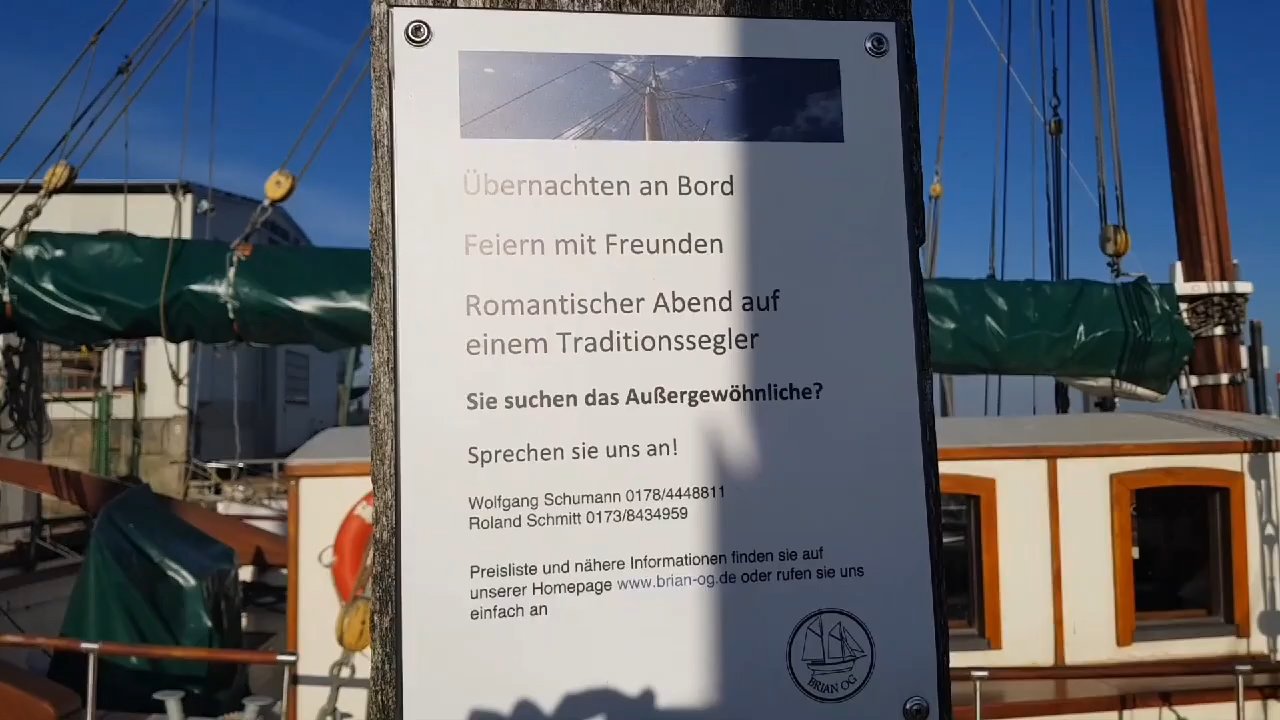 Übernachten an Bord
Feiern mit Freunden
Romantischer Abend auf
einem Traditionssegler
Sie suchen das Außergewöhnliche?
Sprechen sie uns an!
Wolfgang Schumann 0178/4448811
Roland Schmitt 0173/8434959
Preisliste und nähere Informationen finden sie auf
unserer Homepage www.brian-og.de oder rufen sie uns
einfach an
BRIAN OG